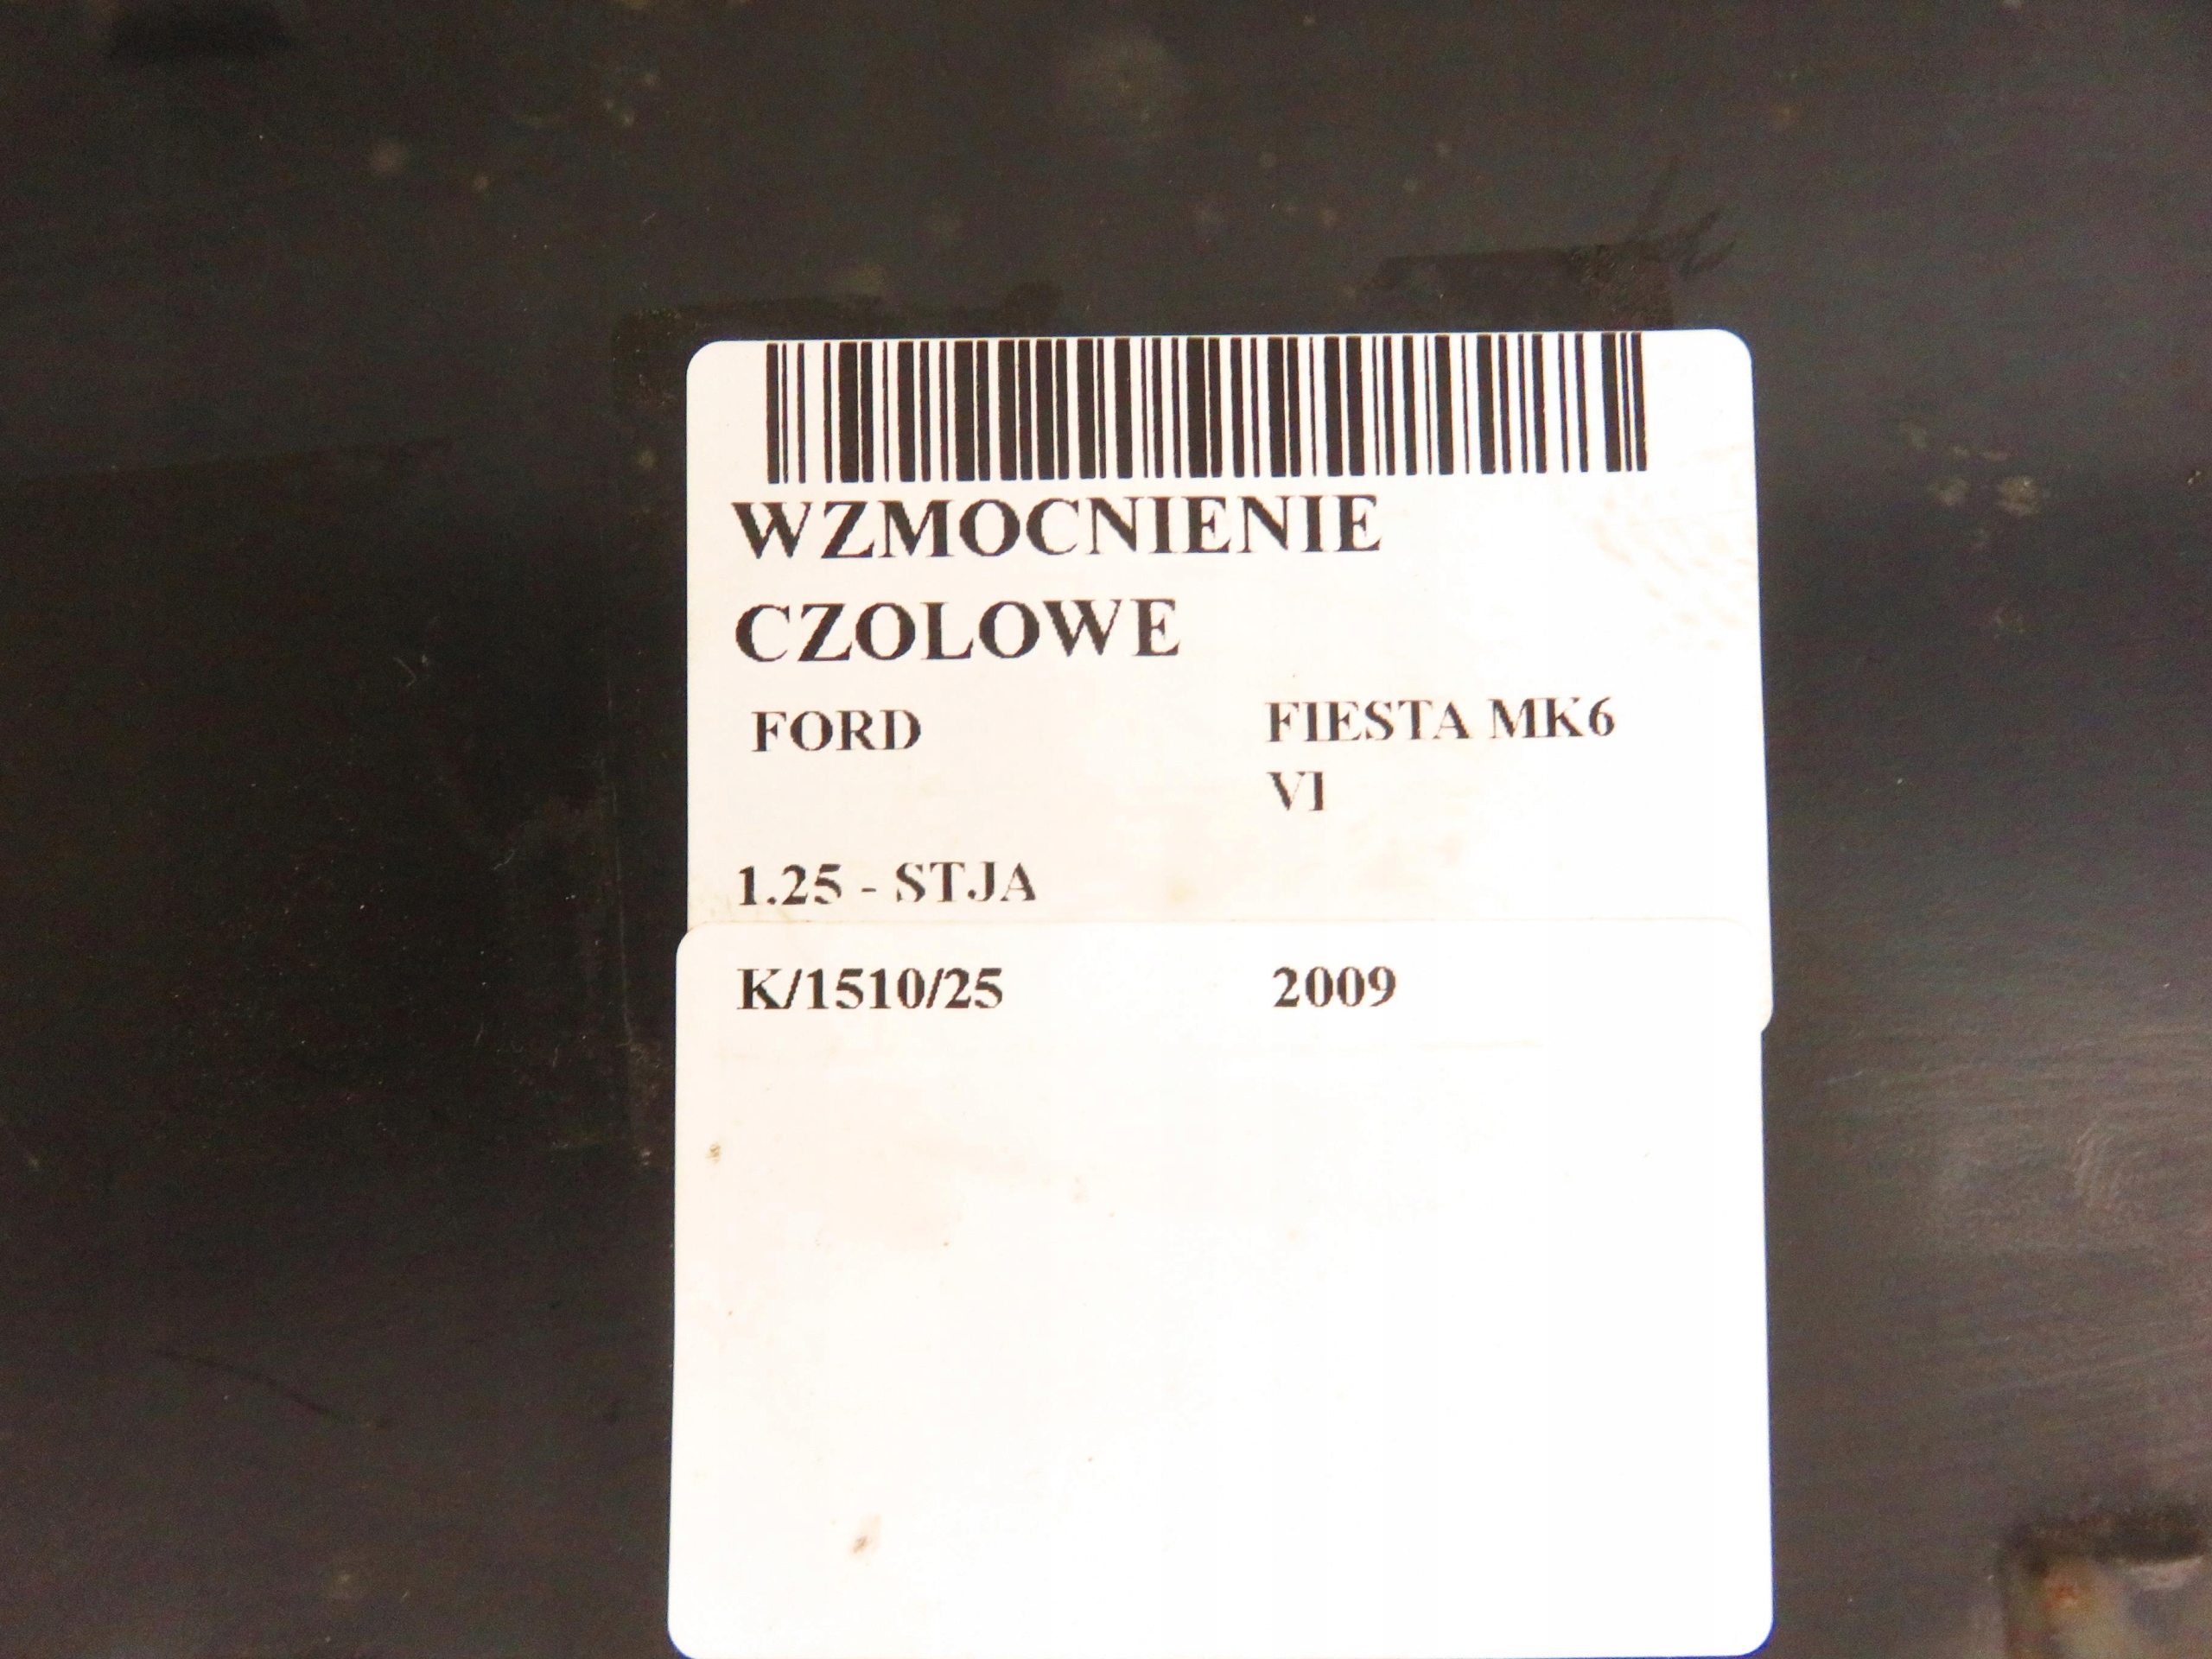 WZMOCNIENIE
CZOLOWE
FORD FIESTA MK6
VI
1.25 - STJA
K/1510/25 2009